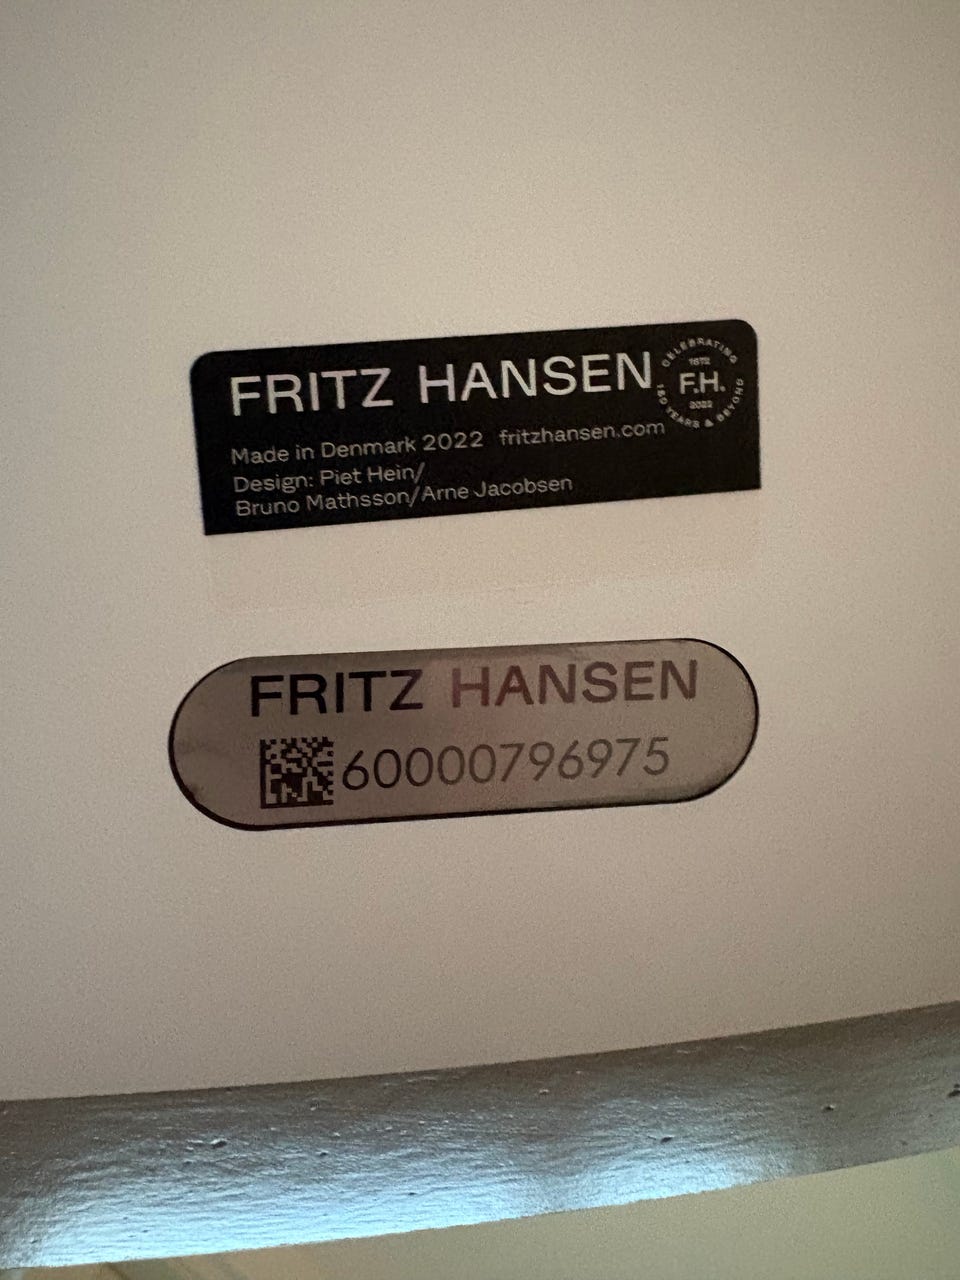 FRITZ HANSEN
CELEBRATING
1872
F.H.
2022
150 YEARS & BEYOND
Made in Denmark 2022 fritzhansen.com
Design: Piet Hein/
Bruno Mathsson/Arne Jacobsen
FRITZ HANSEN
60000796975